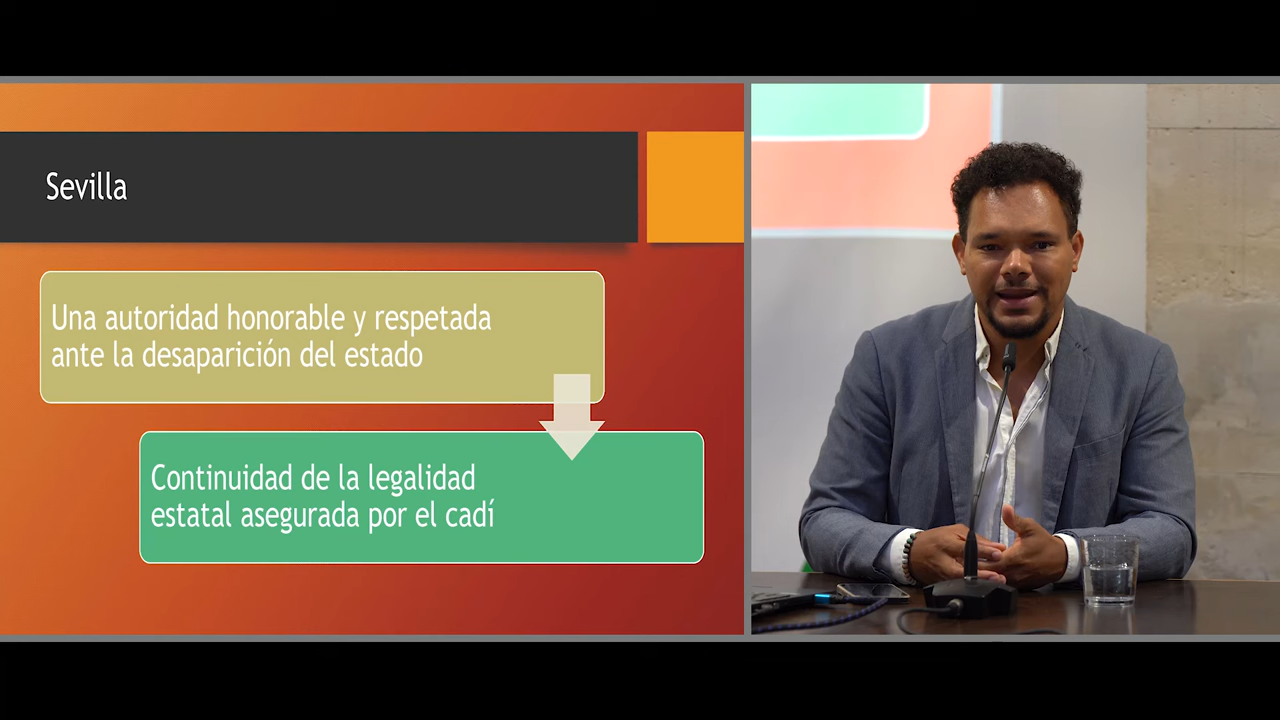 Sevilla
Una autoridad honorable y respetada
ante la desaparición del estado
Continuidad de la legalidad
estatal asegurada por el cadí